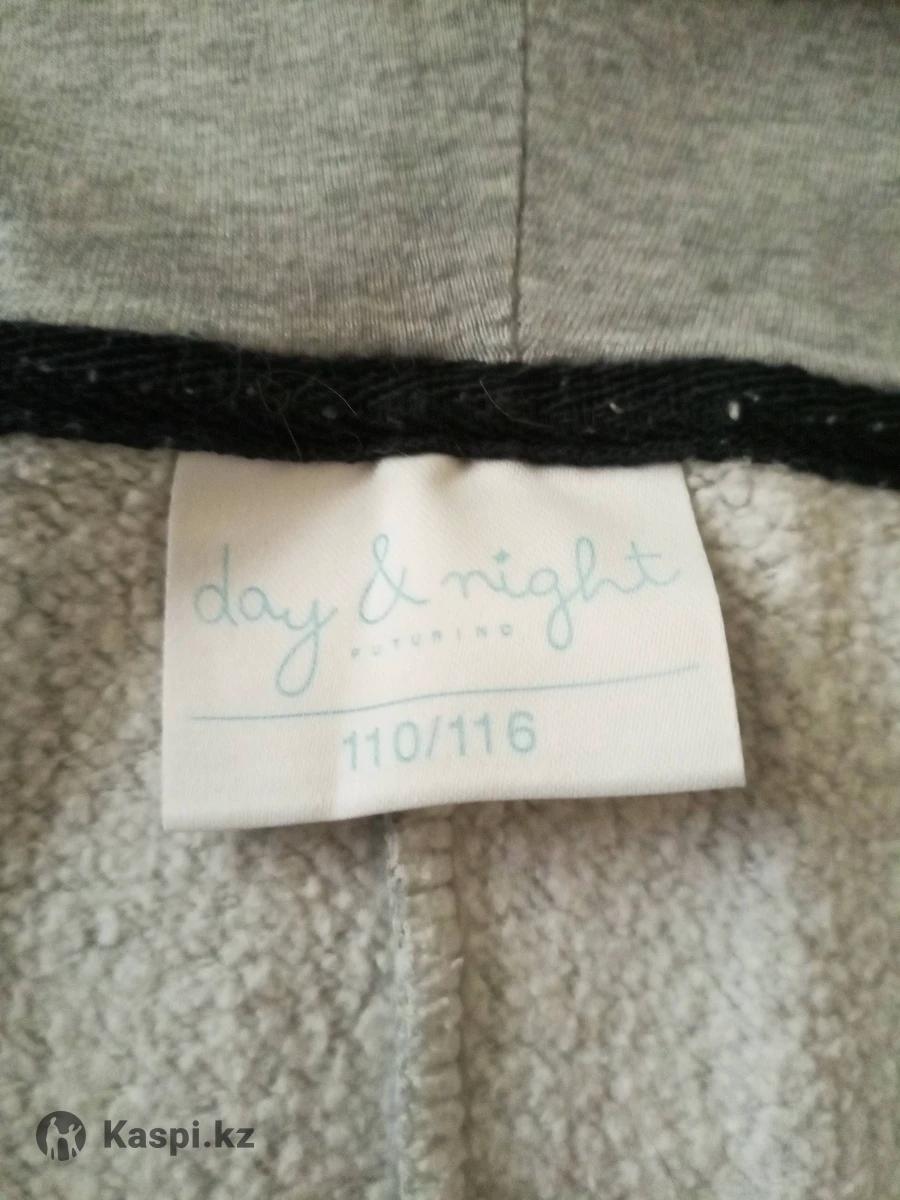 day & night
FUTURINO
110/116
Kaspi.kz